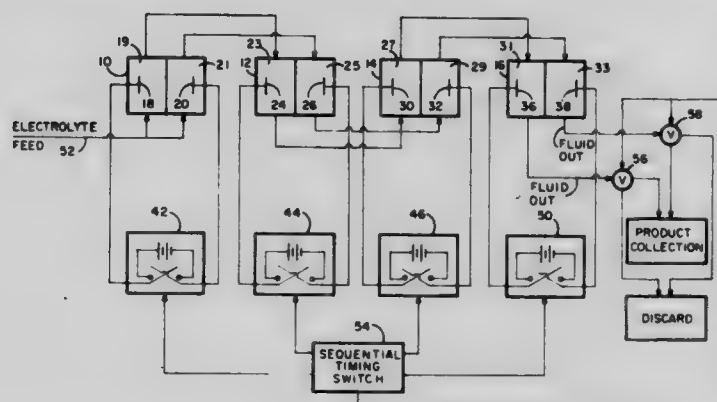 19
23
27
31
10
21
12
25
14
29
16
33
18
20
24
26
30
32
36
38
ELECTROLYTE
FEED
52
FLUID
OUT
58
V
56
V
FLUID
OUT
42
44
46
50
PRODUCT
COLLECTION
DISCARD
54
SEQUENTIAL
TIMING
SWITCH